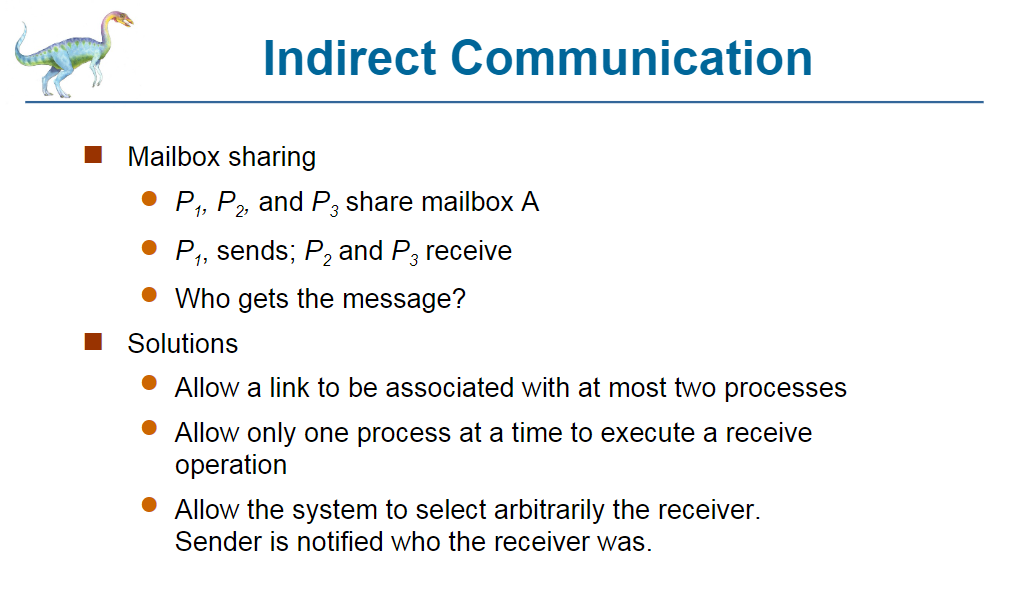 Indirect Communication
Mailbox sharing
P1, P2, and P3 share mailbox A
P1, sends; P2 and P3 receive
Who gets the message?
Solutions
Allow a link to be associated with at most two processes
Allow only one process at a time to execute a receive
operation
Allow the system to select arbitrarily the receiver.
Sender is notified who the receiver was.